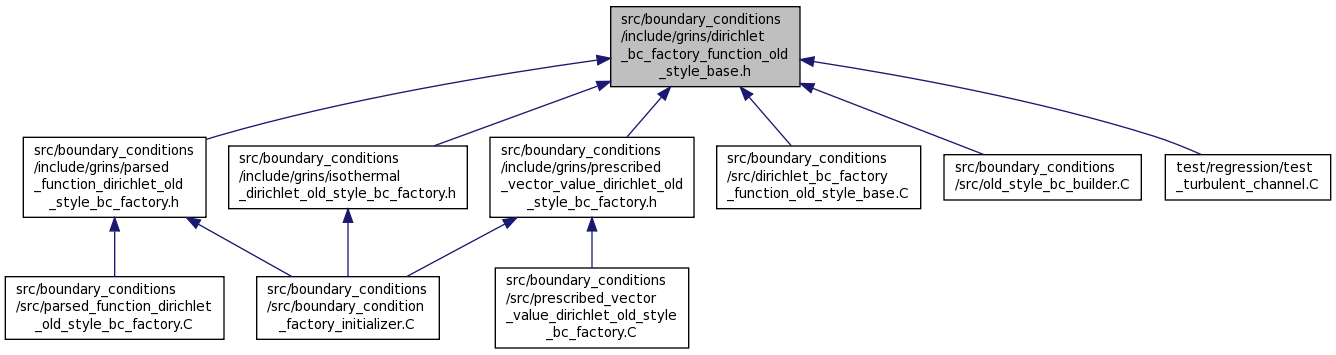 src/boundary_conditions
/include/grins/dirichlet
_bc_factory_function_old
_style_base.h
src/boundary_conditions
/include/grins/parsed
_function_dirichlet_old
_style_bc_factory.h
src/boundary_conditions
/include/grins/isothermal
_dirichlet_old_style_bc_factory.h
src/boundary_conditions
/include/grins/prescribed
_vector_value_dirichlet_old
_style_bc_factory.h
src/boundary_conditions
/src/dirichlet_bc_factory
_function_old_style_base.C
src/boundary_conditions
/src/old_style_bc_builder.C
test/regression/test
_turbulent_channel.C
src/boundary_conditions
/src/parsed_function_dirichlet
_old_style_bc_factory.C
src/boundary_conditions
/src/boundary_condition
_factory_initializer.C
src/boundary_conditions
/src/prescribed_vector
_value_dirichlet_old_style
_bc_factory.C